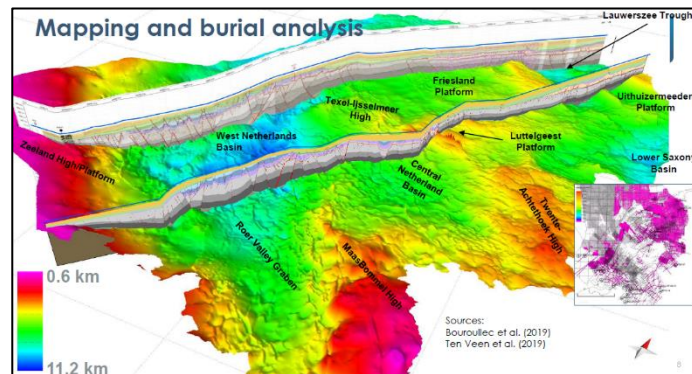 Mapping and burial analysis
Lauwerszee Trough
Friesland
Platform
Texel-Ijsselmeer
High
Uithuizermeeden
Platform
West Netherlands
Basin
Luttelgeest
Platform
Zeeland High/Platform
Central
Netherland
Basin
Lower Saxony
Basin
Twente-
Achtethoek High
Roer Valley Graben
MaasBommel High
0.6 km
11.2 km
Sources:
Bouroullec et al. (2019)
Ten Veen et al. (2019)